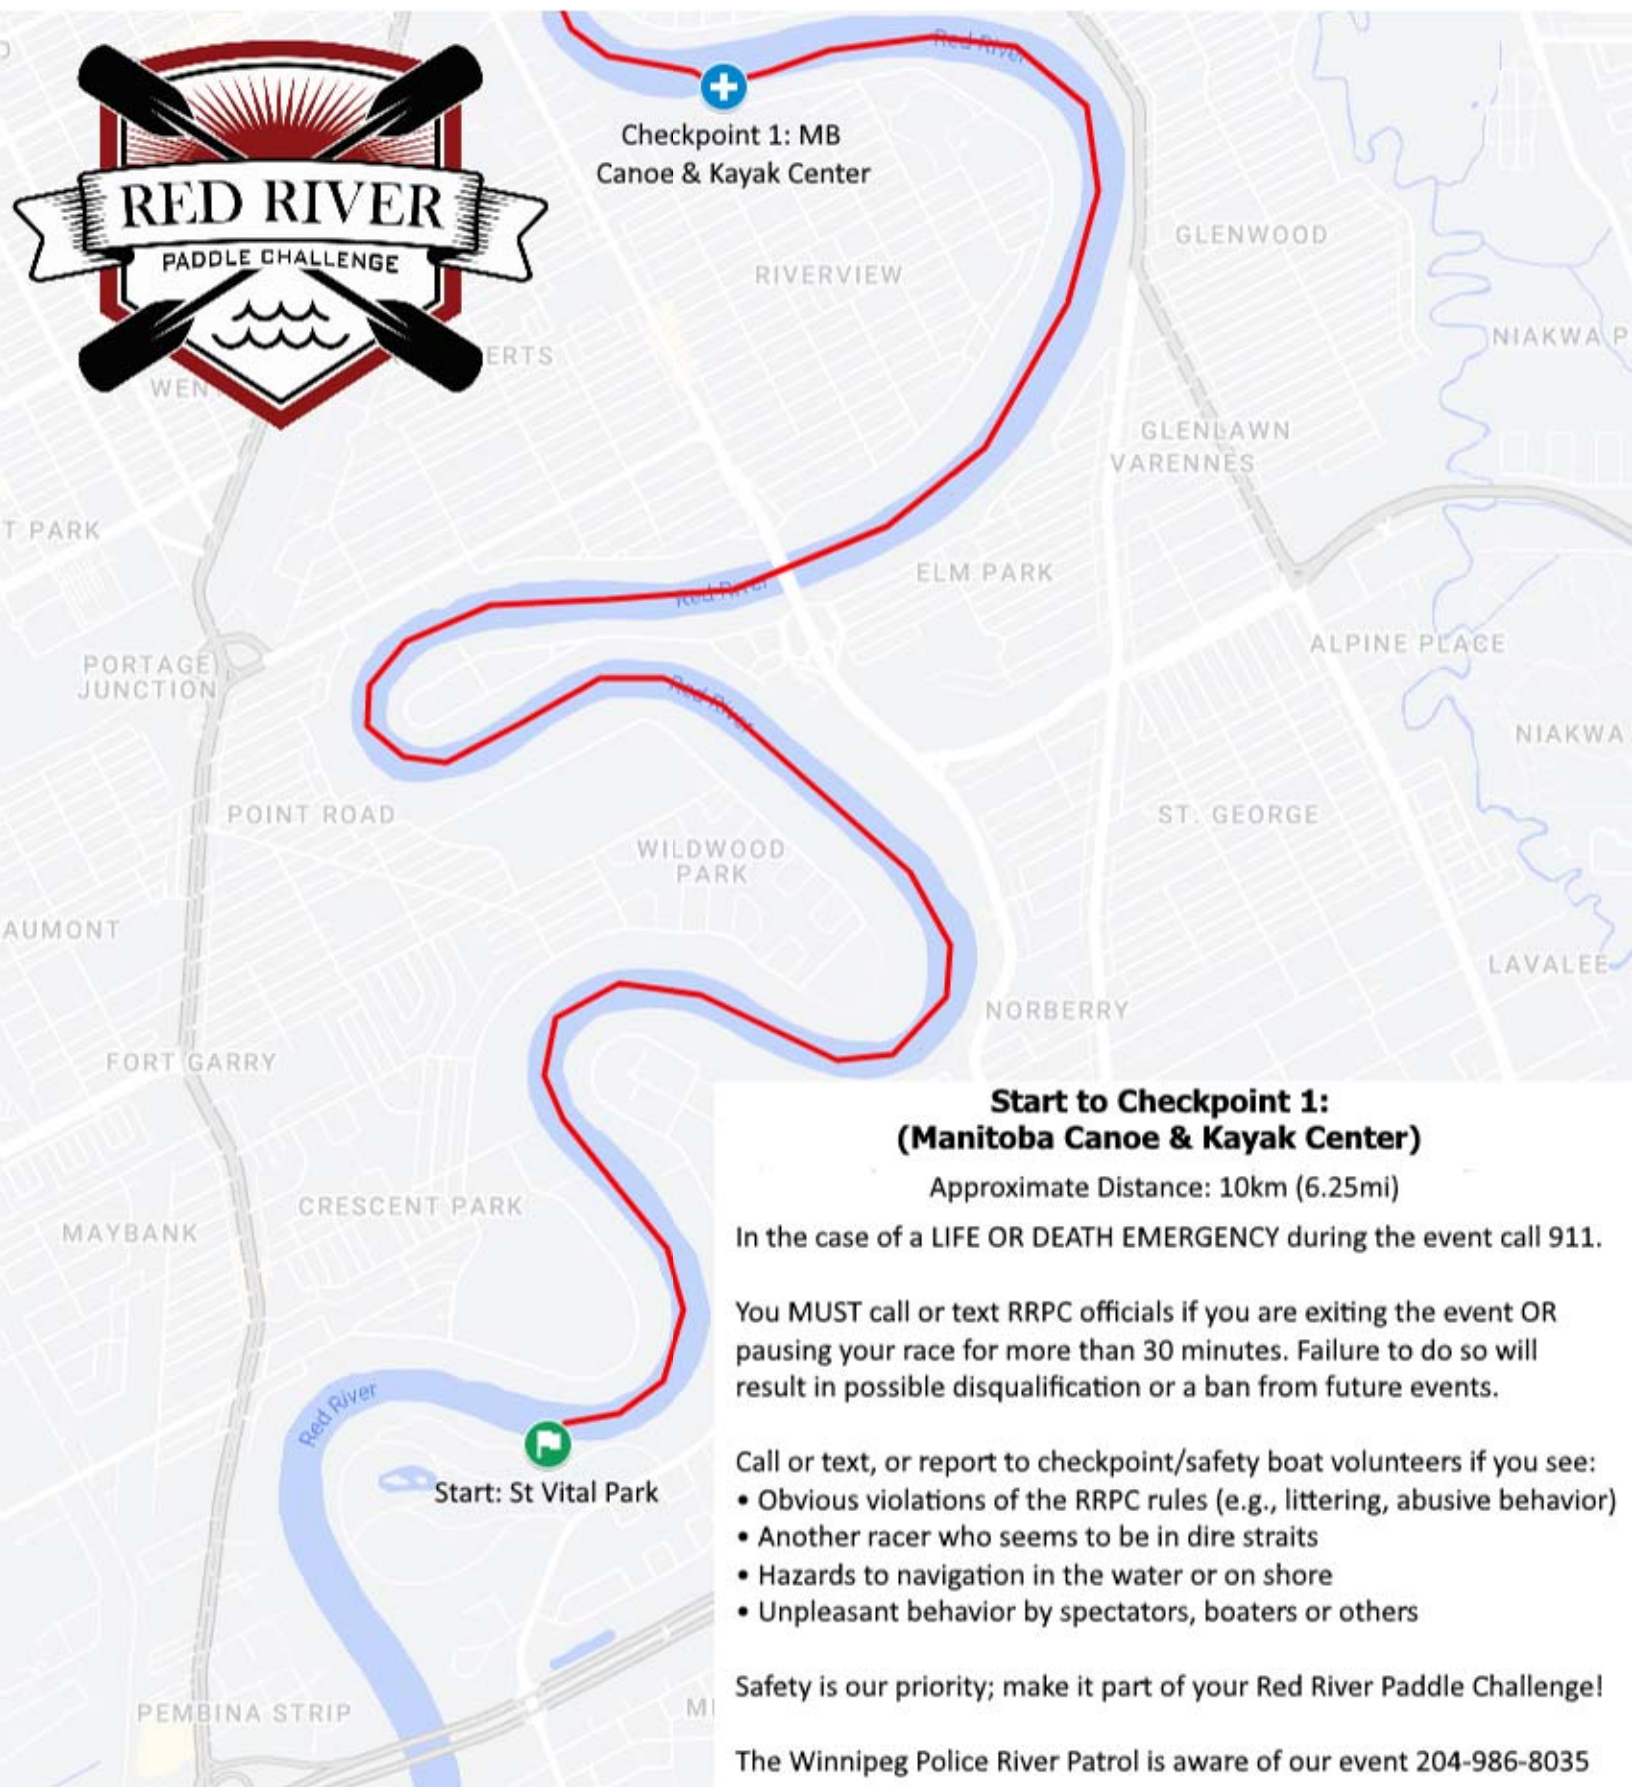 RED RIVER
PADDLE CHALLENGE
Red River
Checkpoint 1: MB
Canoe & Kayak Center
GLENWOOD
RIVERVIEW
NIAKWA P
ERTS
WEN
GLENLAWN
VARENNES
T PARK
ELM PARK
Red River
ALPINE PLACE
PORTAGE
JUNCTION
Red River
NIAKWA
POINT ROAD
ST. GEORGE
WILDWOOD
PARK
AUMONT
LAVALEE
NORBERRY
FORT GARRY
CRESCENT PARK
MAYBANK
Red River
Start: St Vital Park
PEMBINA STRIP
MI
Start to Checkpoint 1:
(Manitoba Canoe & Kayak Center)
Approximate Distance: 10km (6.25mi)
In the case of a LIFE OR DEATH EMERGENCY during the event call 911.
You MUST call or text RRPC officials if you are exiting the event OR
pausing your race for more than 30 minutes. Failure to do so will
result in possible disqualification or a ban from future events.
Call or text, or report to checkpoint/safety boat volunteers if you see:
• Obvious violations of the RRPC rules (e.g., littering, abusive behavior)
• Another racer who seems to be in dire straits
• Hazards to navigation in the water or on shore
• Unpleasant behavior by spectators, boaters or others
Safety is our priority; make it part of your Red River Paddle Challenge!
The Winnipeg Police River Patrol is aware of our event 204-986-8035